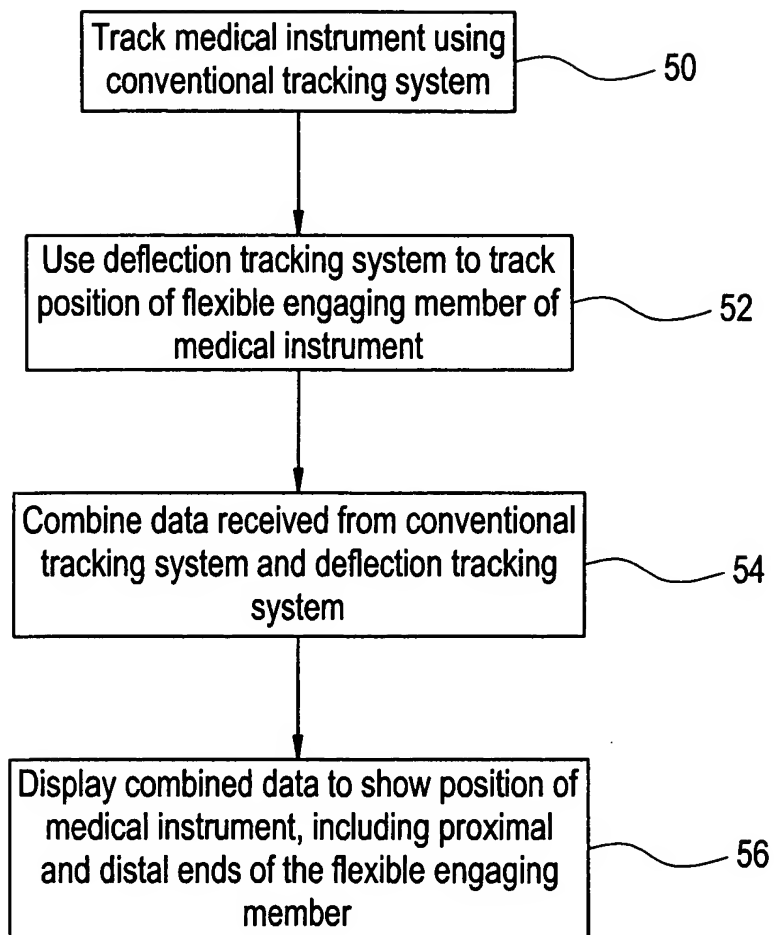 Track medical instrument using
conventional tracking system
50
Use deflection tracking system to track
position of flexible engaging member of
medical instrument
52
Combine data received from conventional
tracking system and deflection tracking
system
54
Display combined data to show position of
medical instrument, including proximal
and distal ends of the flexible engaging
member
56